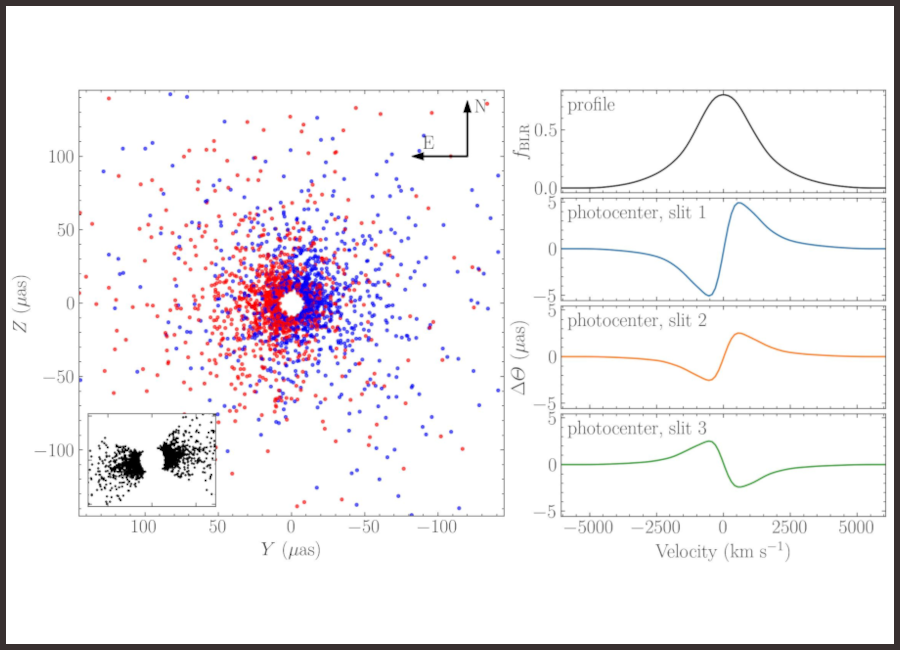 N
E
100
50
0
−50
−100
Z (μas)
100
50
0
−50
−100
Y (μas)
profile
0.5
0.0
f_BLR
photocenter, slit 1
5
0
−5
photocenter, slit 2
5
0
−5
ΔΘ (μas)
photocenter, slit 3
5
0
−5
−5000
−2500
0
2500
5000
Velocity (km s⁻¹)